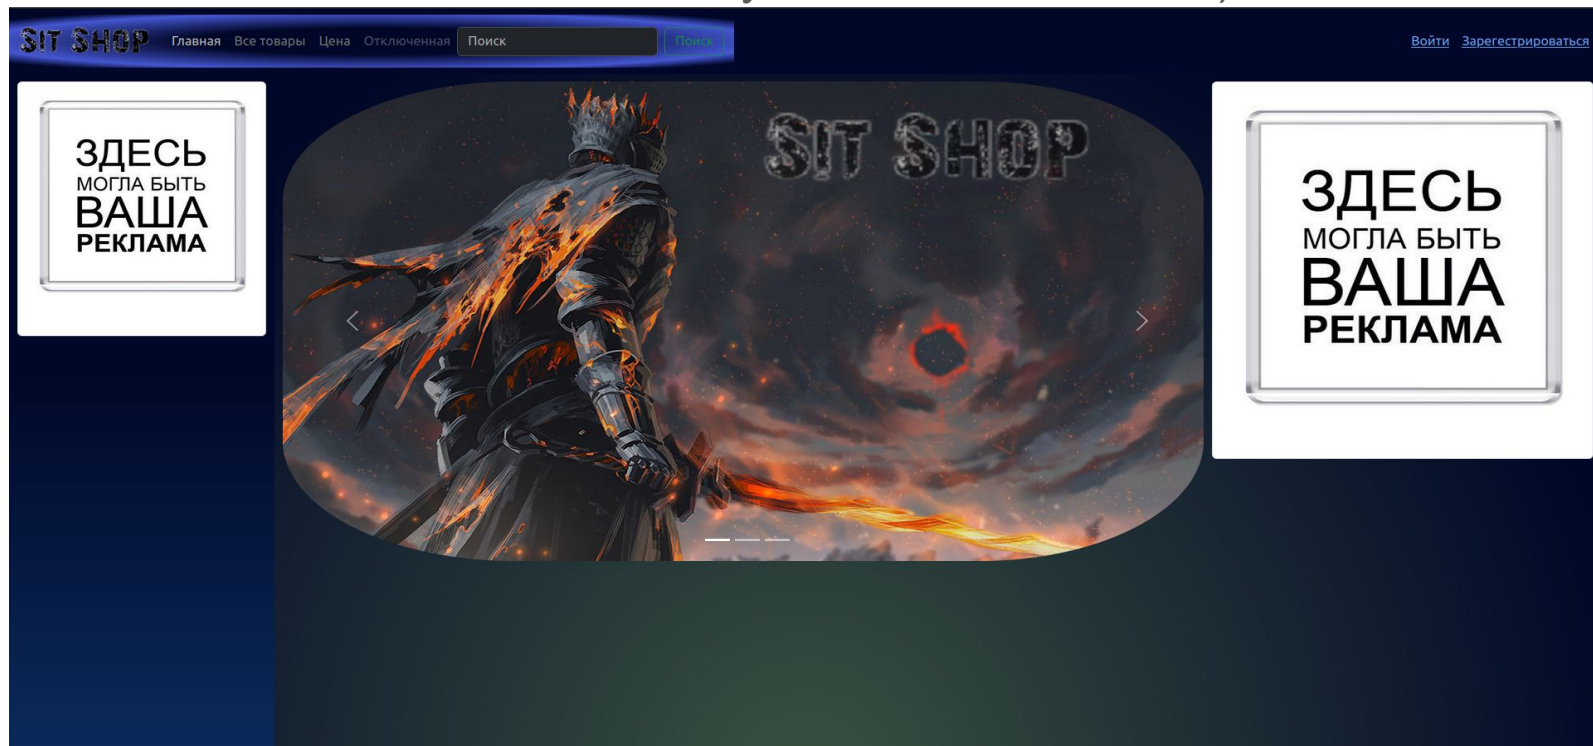 SIT SHOP
Главная Все товары Цена Отключенная Поиск Поиск
Войти Зарегестрироваться
ЗДЕСЬ
МОГЛА БЫТЬ
ВАША
РЕКЛАМА
SIT SHOP
ЗДЕСЬ
МОГЛА БЫТЬ
ВАША
РЕКЛАМА